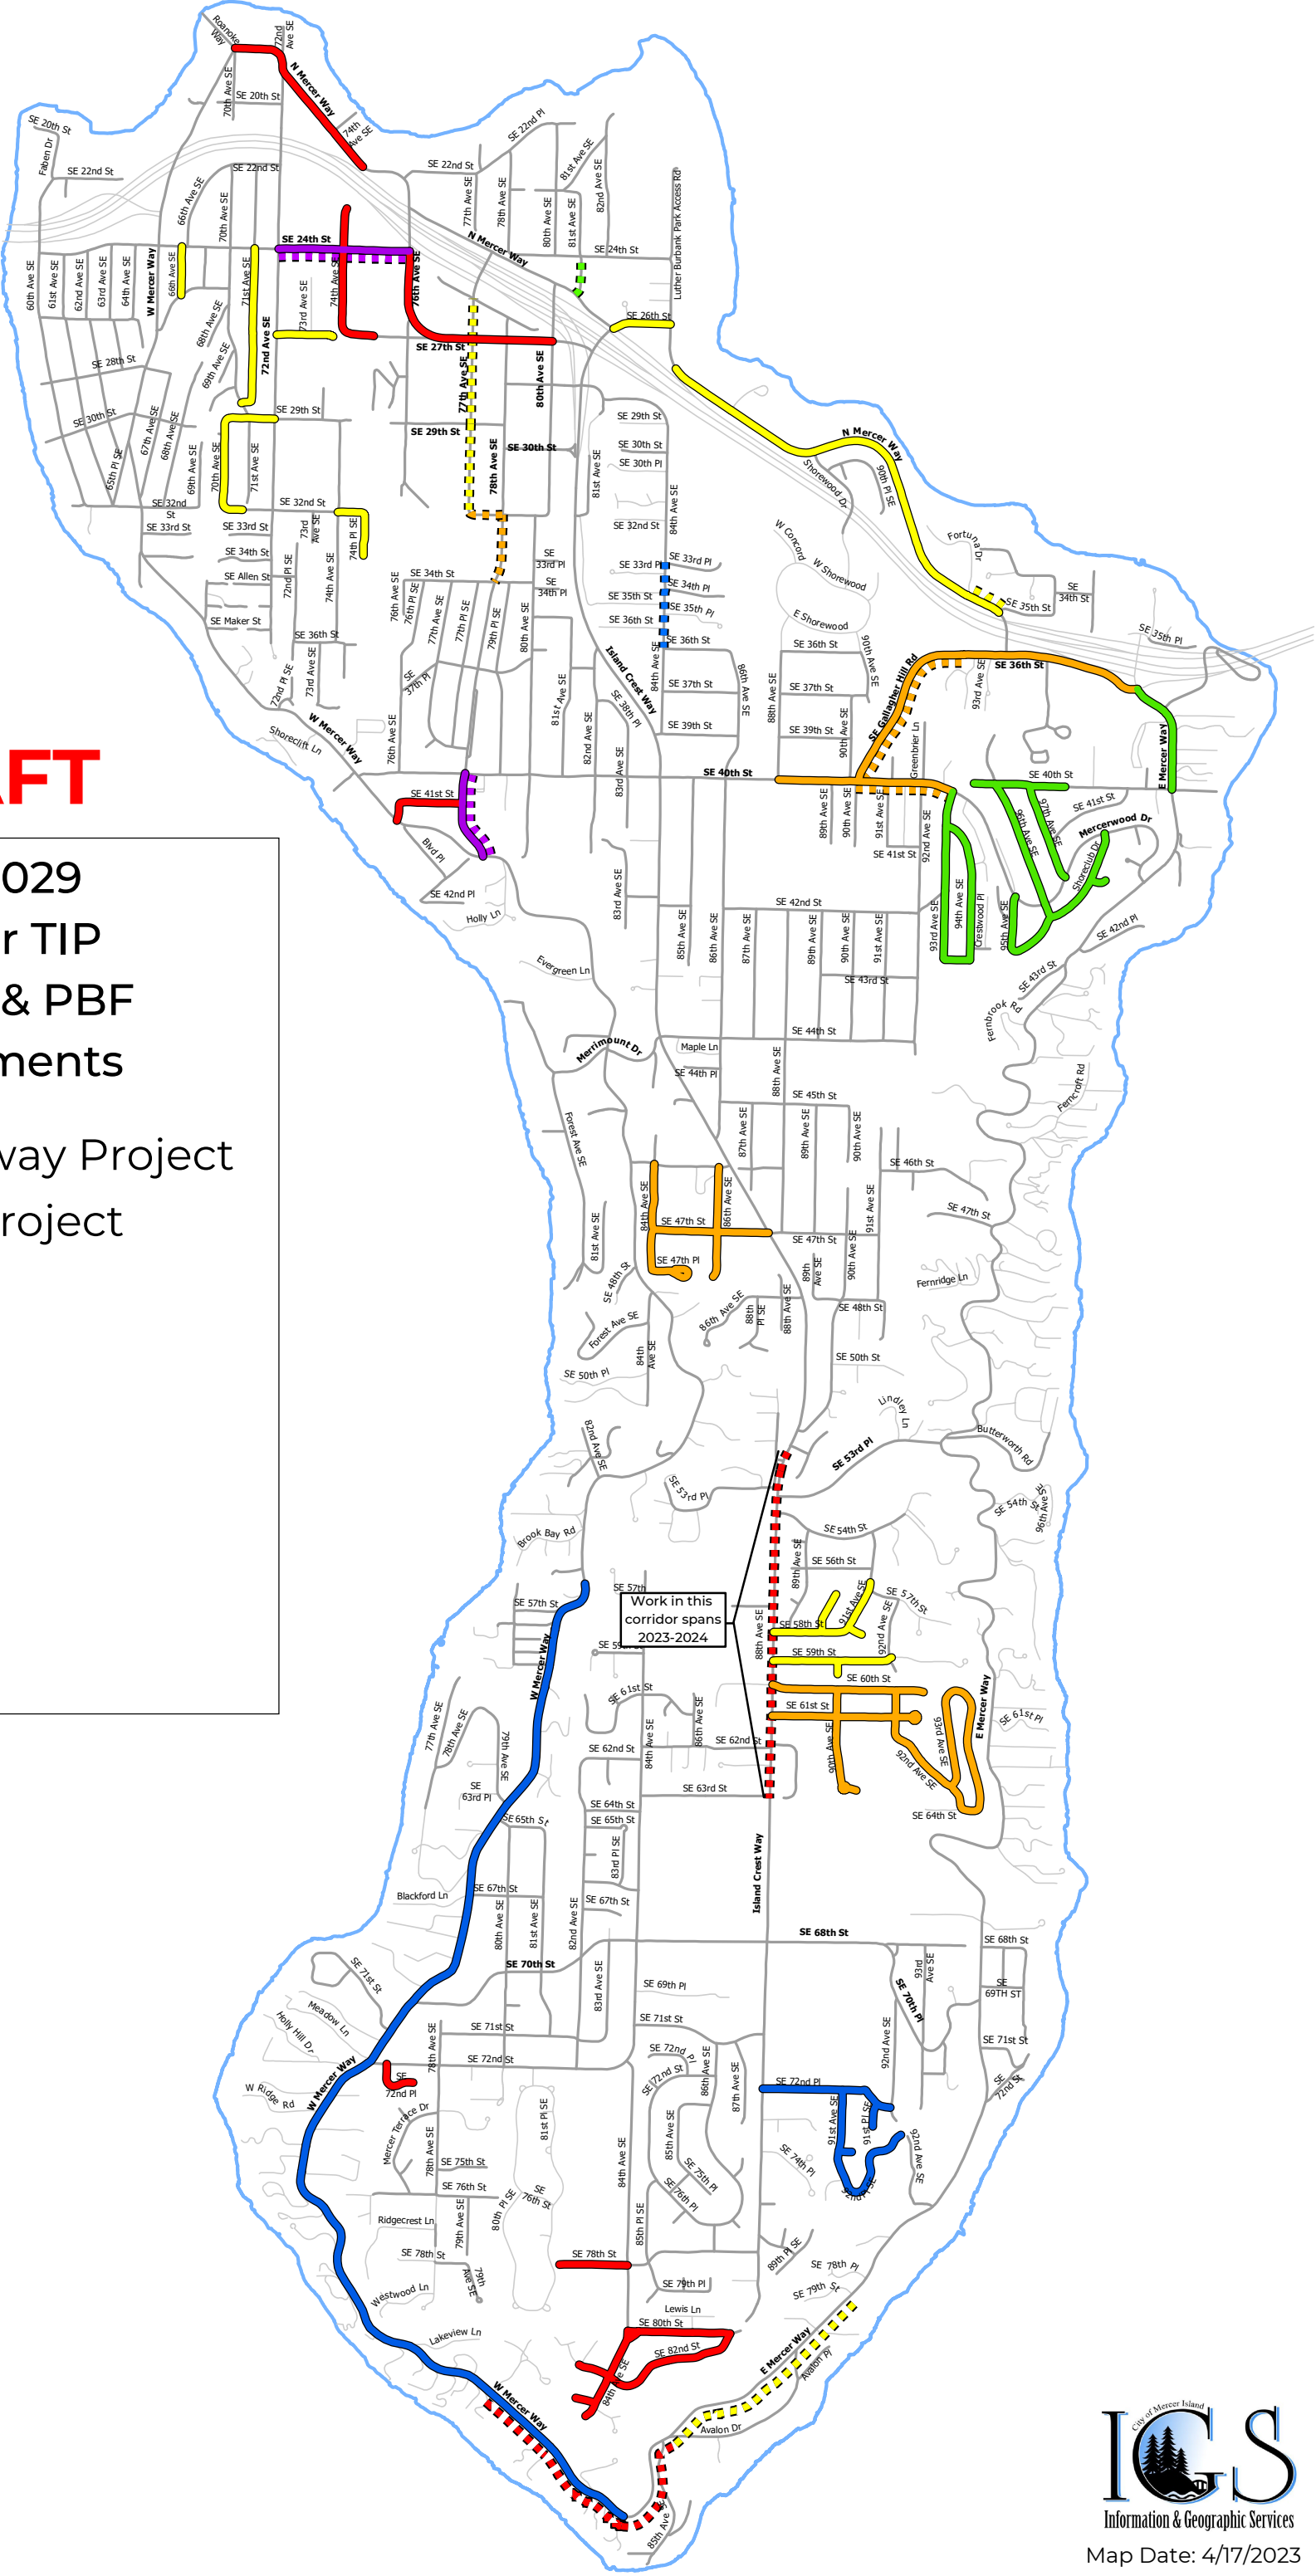 Roanoke
Way
72nd
Ave SE
N Mercer Way
70th Ave SE
SE 20th St
74th
Ave SE
SE 20th St
Faben Dr
SE 22nd St
SE 22nd St
66th Ave SE
70th Ave SE
SE 22nd St
SE 22nd Pl
81st Ave SE
82nd Ave SE
77th Ave SE
78th Ave SE
80th Ave SE
81st Ave SE
Luther Burbank Park Access Rd
SE 24th St
N Mercer Way
SE 24th St
60th Ave SE
61st Ave SE
62nd Ave SE
63rd Ave SE
64th Ave SE
W Mercer Way
66th Ave SE
71st Ave SE
73rd Ave SE
74th Ave SE
76th Ave SE
68th Ave SE
69th Ave SE
72nd Ave SE
SE 26th St
SE 27th St
77th Ave SE
80th Ave SE
SE 28th St
SE 30th St
67th Ave SE
68th Ave SE
65th Pl SE
69th Ave SE
70th Ave SE
71st Ave SE
SE 29th St
SE 29th St
SE 30th St
78th Ave SE
81st Ave SE
SE 29th St
SE 30th St
SE 30th Pl
84th Ave SE
N Mercer Way
Shorewood Dr
90th Pl SE
SE 32nd
St
SE 32nd St
SE 33rd St
SE 33rd St
73rd
Ave SE
74th Pl SE
SE 32nd St
SE 34th St
SE Allen St
72nd Pl SE
74th Ave SE
SE Maker St
SE 36th St
76th Ave SE
SE 34th St
76th Pl SE
77th Ave SE
77th Pl SE
79th Pl SE
80th Ave SE
SE
33rd Pl
SE
34th Pl
SE 33rd Pl
SE 33rd Pl
SE 34th Pl
SE 35th St
SE 35th Pl
SE 36th St
SE 36th St
W Concord
W Shorewood
E Shorewood
Fortuna Dr
SE
34th St
SE 35th St
SE 35th Pl
SE 36th St
SE 36th St
90th Ave SE
SE Gallagher Hill Rd
93rd Ave SE
72nd Pl SE
73rd Ave SE
SE
37th Pl
Island Crest Way
84th Ave SE
SE 37th St
86th Ave SE
88th Ave SE
SE 37th St
SE 38th Pl
SE 39th St
SE 39th St
90th Ave SE
Greenbrier Ln
E Mercer Way
Shoreclift Ln
W Mercer Way
76th Ave SE
81st Ave SE
82nd Ave SE
83rd Ave SE
SE 40th St
SE 40th St
SE 41st St
SE 41st St
97th Ave SE
96th Ave SE
Mercerwood Dr
Shoreclub Dr
89th Ave SE
90th Ave SE
91st Ave SE
92nd Ave SE
SE 41st St
Blvd Pl
SE 42nd Pl
Holly Ln
83rd Ave SE
85th Ave SE
86th Ave SE
87th Ave SE
SE 42nd St
89th Ave SE
90th Ave SE
91st Ave SE
93rd Ave SE
94th Ave SE
Crestwood Pl
95th Ave SE
SE 42nd Pl
SE 43rd St
SE 43rd St
Fernbrook Rd
Evergreen Ln
AFT
029
r TIP
& PBF
ments
way Project
roject
Merrimount Dr
Maple Ln
SE 44th St
SE 44th Pl
88th Ave SE
SE 45th St
Ferncroft Rd
Forest Ave SE
87th Ave SE
89th Ave SE
90th Ave SE
SE 46th St
84th Ave SE
SE 47th St
86th Ave SE
SE 47th St
91st Ave SE
SE 47th St
81st Ave SE
SE 47th Pl
SE 48th St
89th
Ave SE
90th Ave SE
Fernridge Ln
SE 48th St
Forest Ave SE
86th Ave SE
88th
Pl SE
88th Ave SE
84th
Ave SE
SE 50th St
SE 50th Pl
Lindley
Ln
82nd Ave SE
SE 53rd Pl
Butterworth Rd
SE 53rd Pl
SE 54th St
96th Ave SE
Brook Bay Rd
SE 54th St
89th Ave SE
SE 56th St
SE 57th St
SE 57th
Work in this
corridor spans
2023-2024
88th Ave SE
91st Ave SE
SE 57th St
SE 58th St
92nd Ave SE
SE 59th St
W Mercer Way
SE 60th St
SE 61st St
SE 61st St
90th Ave SE
92nd Ave SE
93rd Ave SE
E Mercer Way
SE 61st Pl
77th Ave SE
78th Ave SE
79th Ave SE
84th Ave SE
86th Ave SE
SE 62nd St
SE 62nd St
SE
63rd Pl
SE 63rd St
SE 64th St
SE 64th St
SE 65th St
SE 65th St
83rd Pl SE
Island Crest Way
Blackford Ln
SE 67th St
SE 67th St
80th Ave SE
81st Ave SE
82nd Ave SE
SE 68th St
SE 68th St
SE 70th St
83rd Ave SE
SE 69th Pl
SE 70th Pl
93rd
Ave SE
SE
69TH ST
SE 71st St
Meadow Ln
Holly Hill Dr
SE 71st St
SE 71st St
SE 71st St
78th Ave SE
SE 72nd St
SE 72nd Pl
SE 72nd St
86th Ave SE
87th Ave SE
92nd Ave SE
SE
72nd St
W Mercer Way
W Ridge
Rd
SE
72nd Pl
SE 72nd Pl
91st Ave SE
91st Pl SE
92nd Ave SE
Mercer Terrace Dr
78th Ave SE
81st Pl SE
84th Ave SE
85th Ave SE
SE 74th Pl
SE 75th St
SE 75th Pl
SE 76th St
SE
76th St
SE 76th Pl
80th Pl SE
79th Ave SE
Ridgecrest Ln
85th Pl SE
SE 78th St
SE 78th St
89th Pl SE
SE 78th Pl
SE 79th St
79th
Ave SE
Westwood Ln
SE 79th Pl
Lewis Ln
SE 80th St
Lakeview Ln
SE 82nd St
84th Ave SE
E Mercer Way
Avalon Pl
W Mercer Way
Avalon Dr
City of Mercer Island
IGS
Information & Geographic Services
Map Date: 4/17/2023